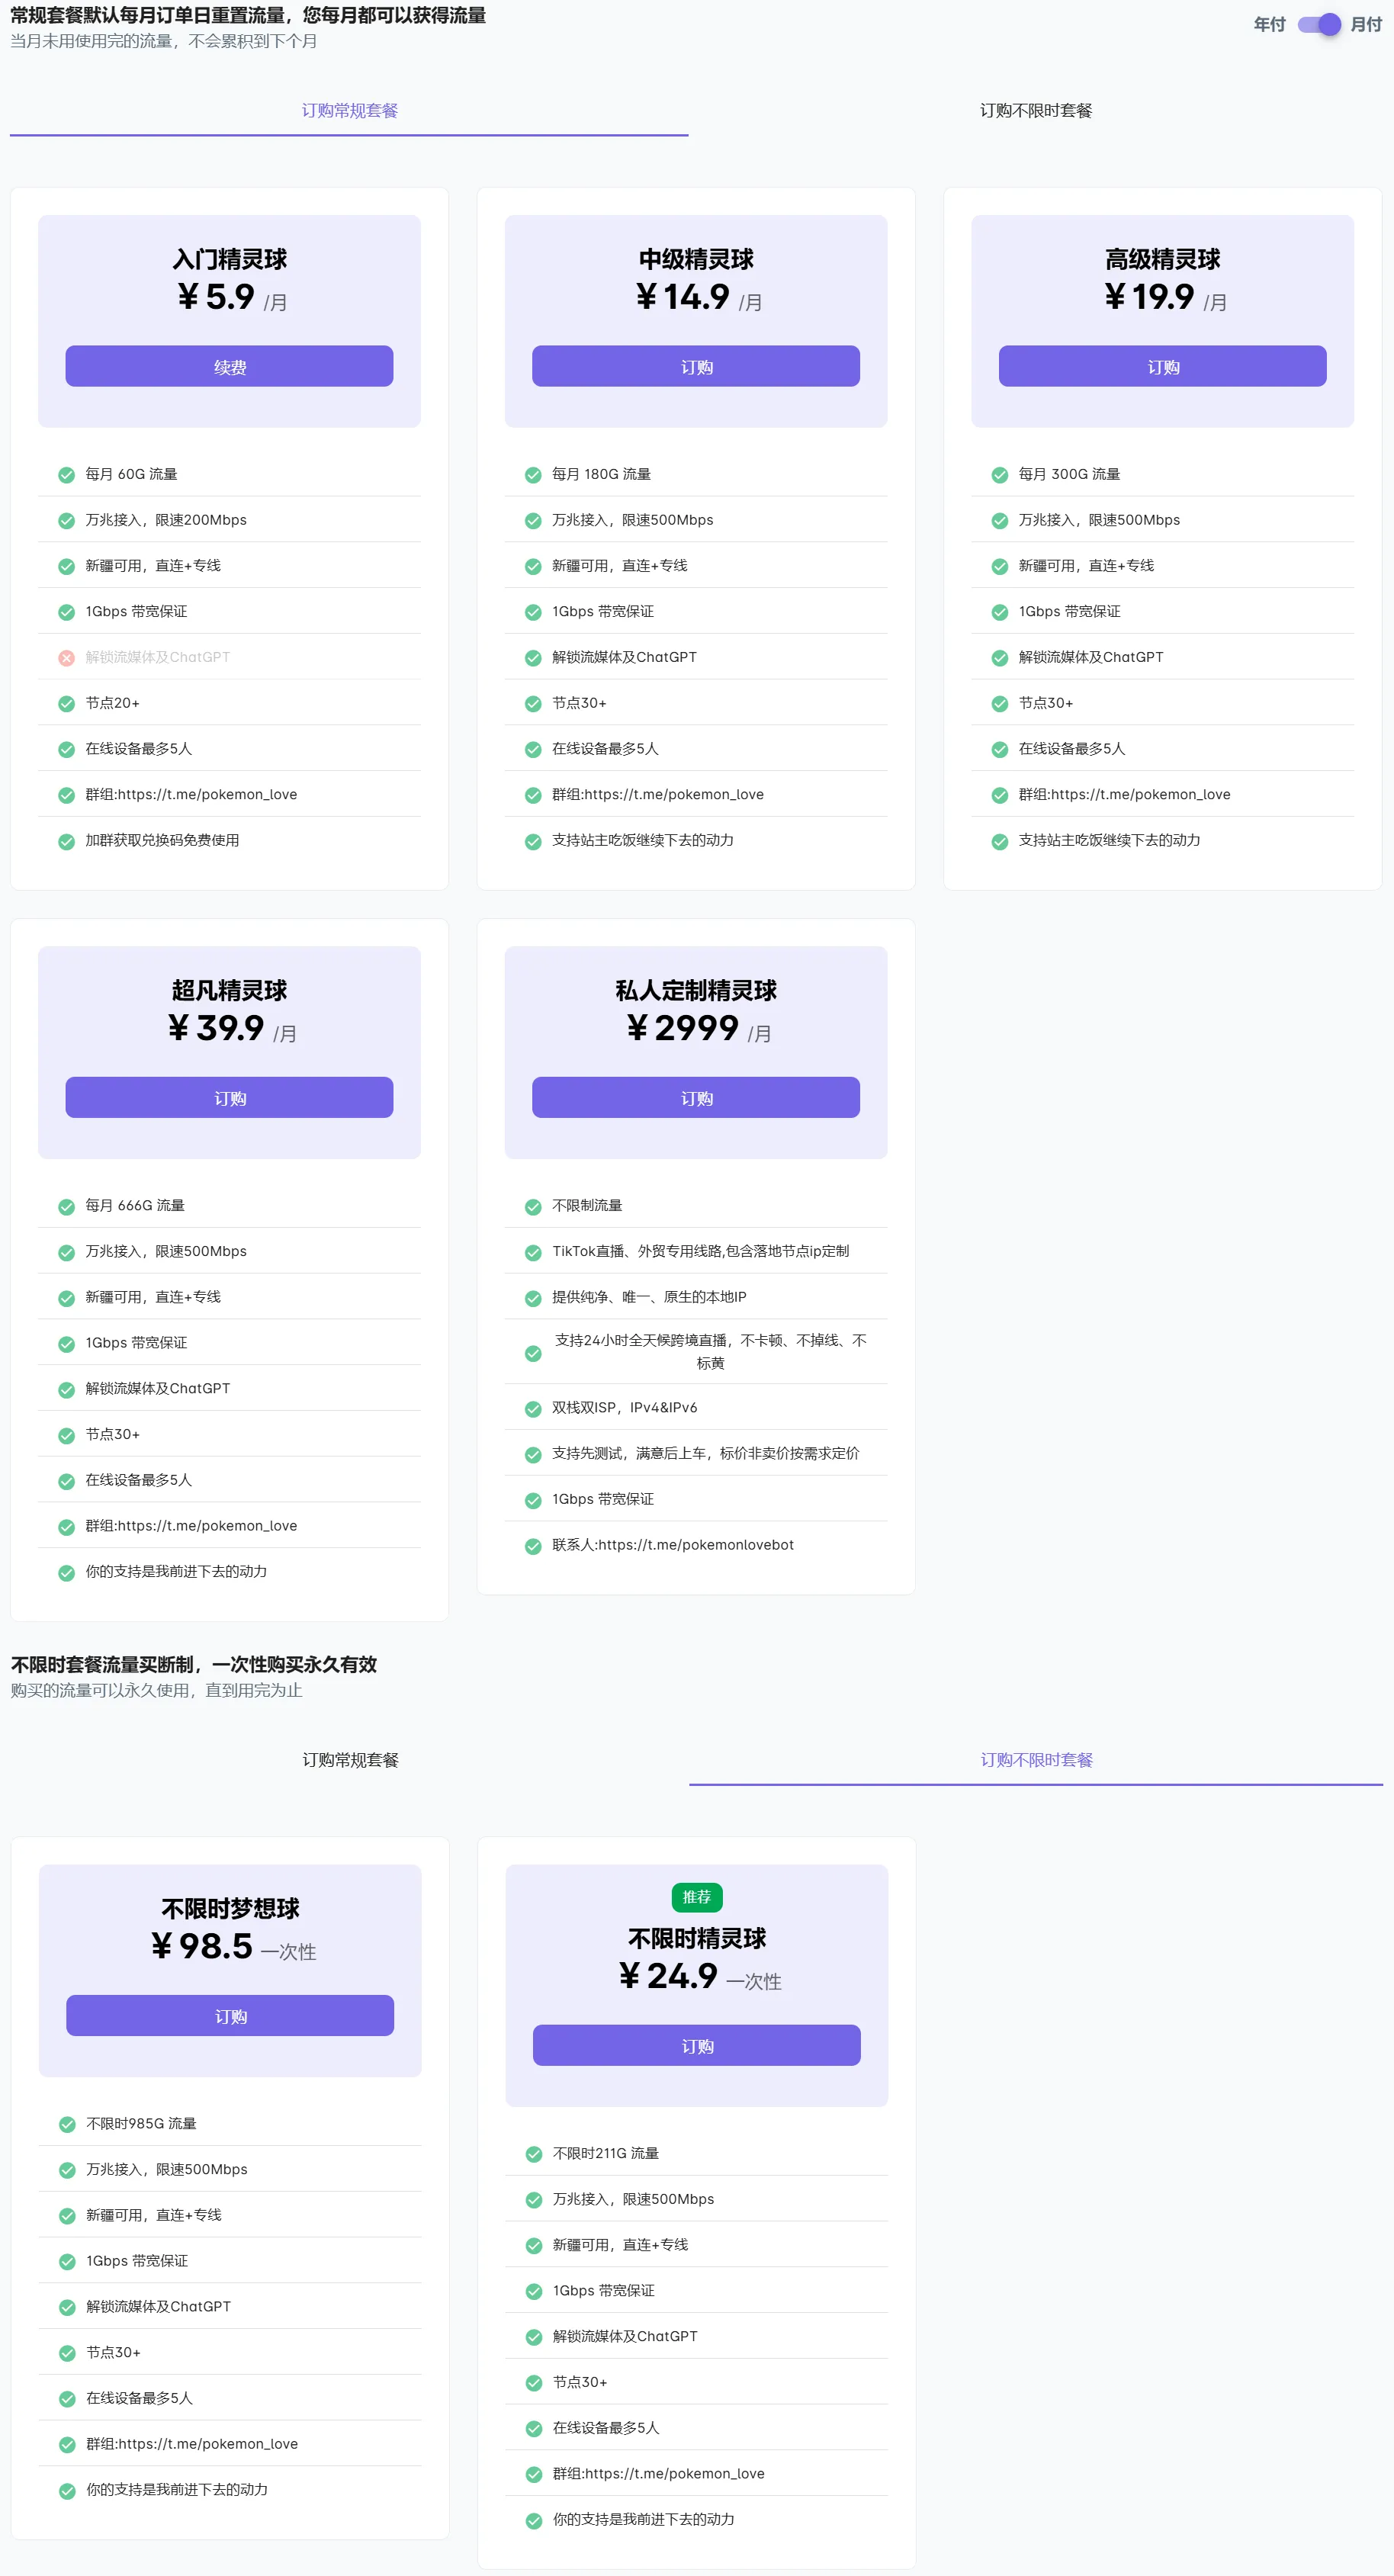 常规套餐默认每月订单日重置流量，您每月都可以获得流量
当月未用使用完的流量，不会累积到下个月
年付 月付
订购常规套餐
订购不限时套餐
入门精灵球
¥ 5.9 /月
续费
每月 60G 流量
万兆接入，限速200Mbps
新疆可用，直连+专线
1Gbps 带宽保证
解锁流媒体及ChatGPT
节点20+
在线设备最多5人
群组:https://t.me/pokemon_love
加群获取兑换码免费使用
中级精灵球
¥ 14.9 /月
订购
每月 180G 流量
万兆接入，限速500Mbps
新疆可用，直连+专线
1Gbps 带宽保证
解锁流媒体及ChatGPT
节点30+
在线设备最多5人
群组:https://t.me/pokemon_love
支持站主吃饭继续下去的动力
高级精灵球
¥ 19.9 /月
订购
每月 300G 流量
万兆接入，限速500Mbps
新疆可用，直连+专线
1Gbps 带宽保证
解锁流媒体及ChatGPT
节点30+
在线设备最多5人
群组:https://t.me/pokemon_love
支持站主吃饭继续下去的动力
超凡精灵球
¥ 39.9 /月
订购
每月 666G 流量
万兆接入，限速500Mbps
新疆可用，直连+专线
1Gbps 带宽保证
解锁流媒体及ChatGPT
节点30+
在线设备最多5人
群组:https://t.me/pokemon_love
你的支持是我前进下去的动力
私人定制精灵球
¥ 2999 /月
订购
不限制流量
TikTok直播、外贸专用线路,包含落地节点ip定制
提供纯净、唯一、原生的本地IP
支持24小时全天候跨境直播，不卡顿、不掉线、不
标黄
双栈双ISP，IPv4&IPv6
支持先测试，满意后上车，标价非卖价按需求定价
1Gbps 带宽保证
联系人:https://t.me/pokemonlovebot
不限时套餐流量买断制，一次性购买永久有效
购买的流量可以永久使用，直到用完为止
订购常规套餐
订购不限时套餐
不限时梦想球
¥ 98.5 一次性
订购
不限时985G 流量
万兆接入，限速500Mbps
新疆可用，直连+专线
1Gbps 带宽保证
解锁流媒体及ChatGPT
节点30+
在线设备最多5人
群组:https://t.me/pokemon_love
你的支持是我前进下去的动力
推荐
不限时精灵球
¥ 24.9 一次性
订购
不限时211G 流量
万兆接入，限速500Mbps
新疆可用，直连+专线
1Gbps 带宽保证
解锁流媒体及ChatGPT
节点30+
在线设备最多5人
群组:https://t.me/pokemon_love
你的支持是我前进下去的动力